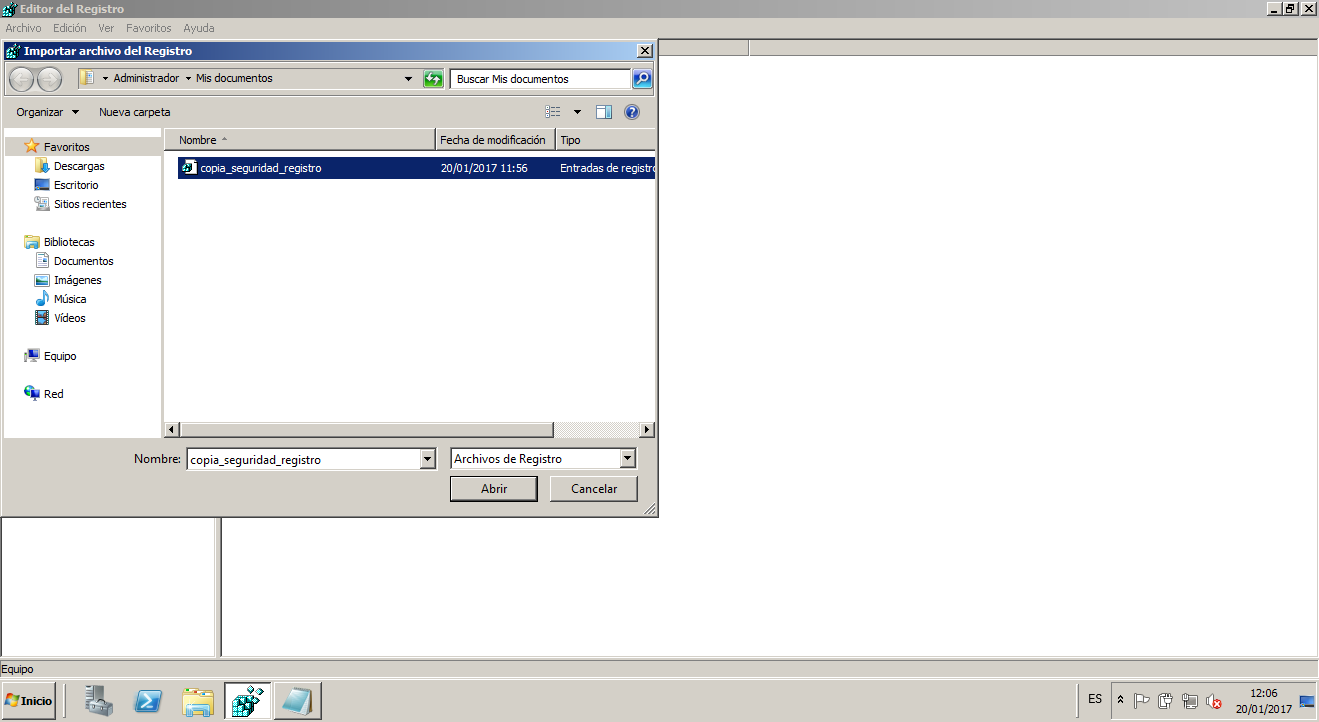 Editor del Registro
Archivo Edición Ver Favoritos Ayuda
Importar archivo del Registro
Administrador Mis documentos
Buscar Mis documentos
Organizar Nueva carpeta
Nombre Fecha de modificación Tipo
copia_seguridad_registro 20/01/2017 11:56 Entradas de registro
Favoritos
Descargas
Escritorio
Sitios recientes
Bibliotecas
Documentos
Imágenes
Música
Vídeos
Equipo
Red
Nombre: copia_seguridad_registro Archivos de Registro
Abrir Cancelar
Equipo
Inicio
ES
12:06
20/01/2017